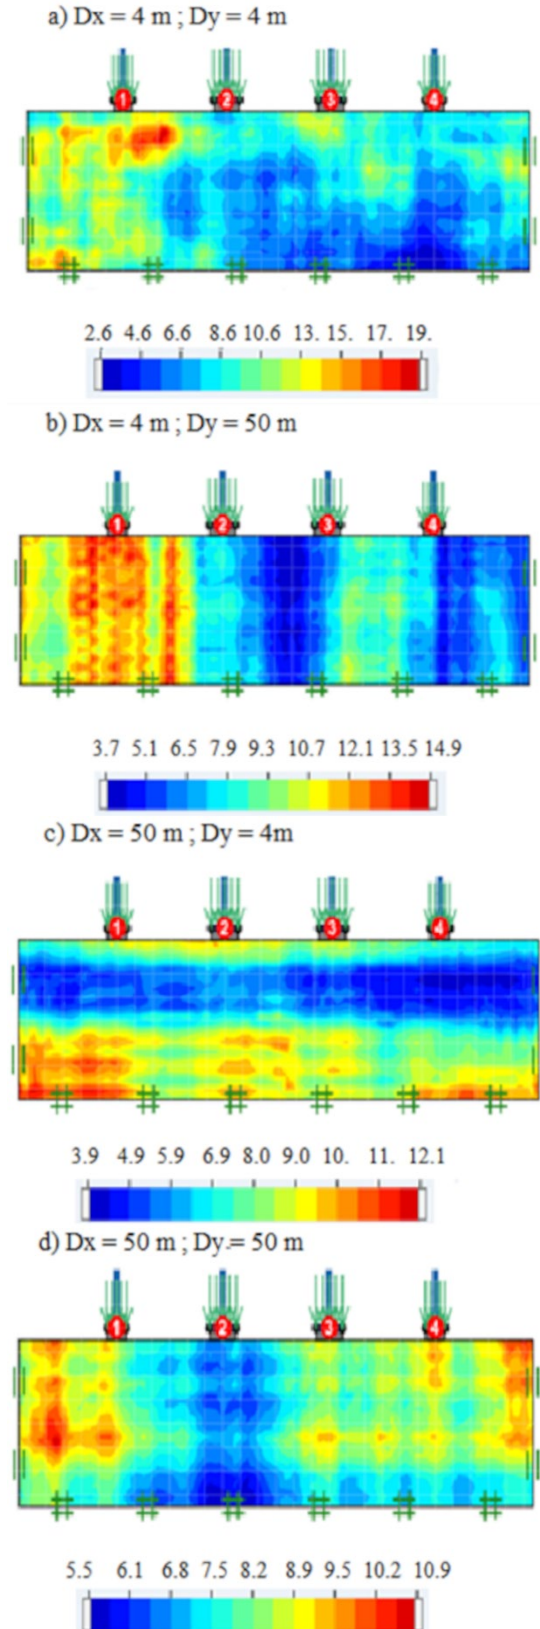 a) Dx = 4 m ; Dy = 4 m
1 2 3 4
2.6 4.6 6.6 8.6 10.6 13. 15. 17. 19.
b) Dx = 4 m ; Dy = 50 m
1 2 3 4
3.7 5.1 6.5 7.9 9.3 10.7 12.1 13.5 14.9
c) Dx = 50 m ; Dy = 4m
1 2 3 4
3.9 4.9 5.9 6.9 8.0 9.0 10. 11. 12.1
d) Dx = 50 m ; Dy.= 50 m
1 2 3 4
5.5 6.1 6.8 7.5 8.2 8.9 9.5 10.2 10.9